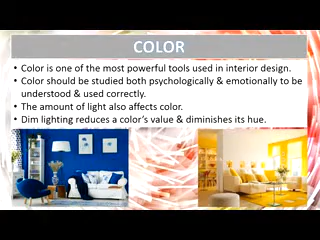 COLOR
• Color is one of the most powerful tools used in interior design.
• Color should be studied both psychologically & emotionally to be
understood & used correctly.
• The amount of light also affects color.
• Dim lighting reduces a color's value & diminishes its hue.